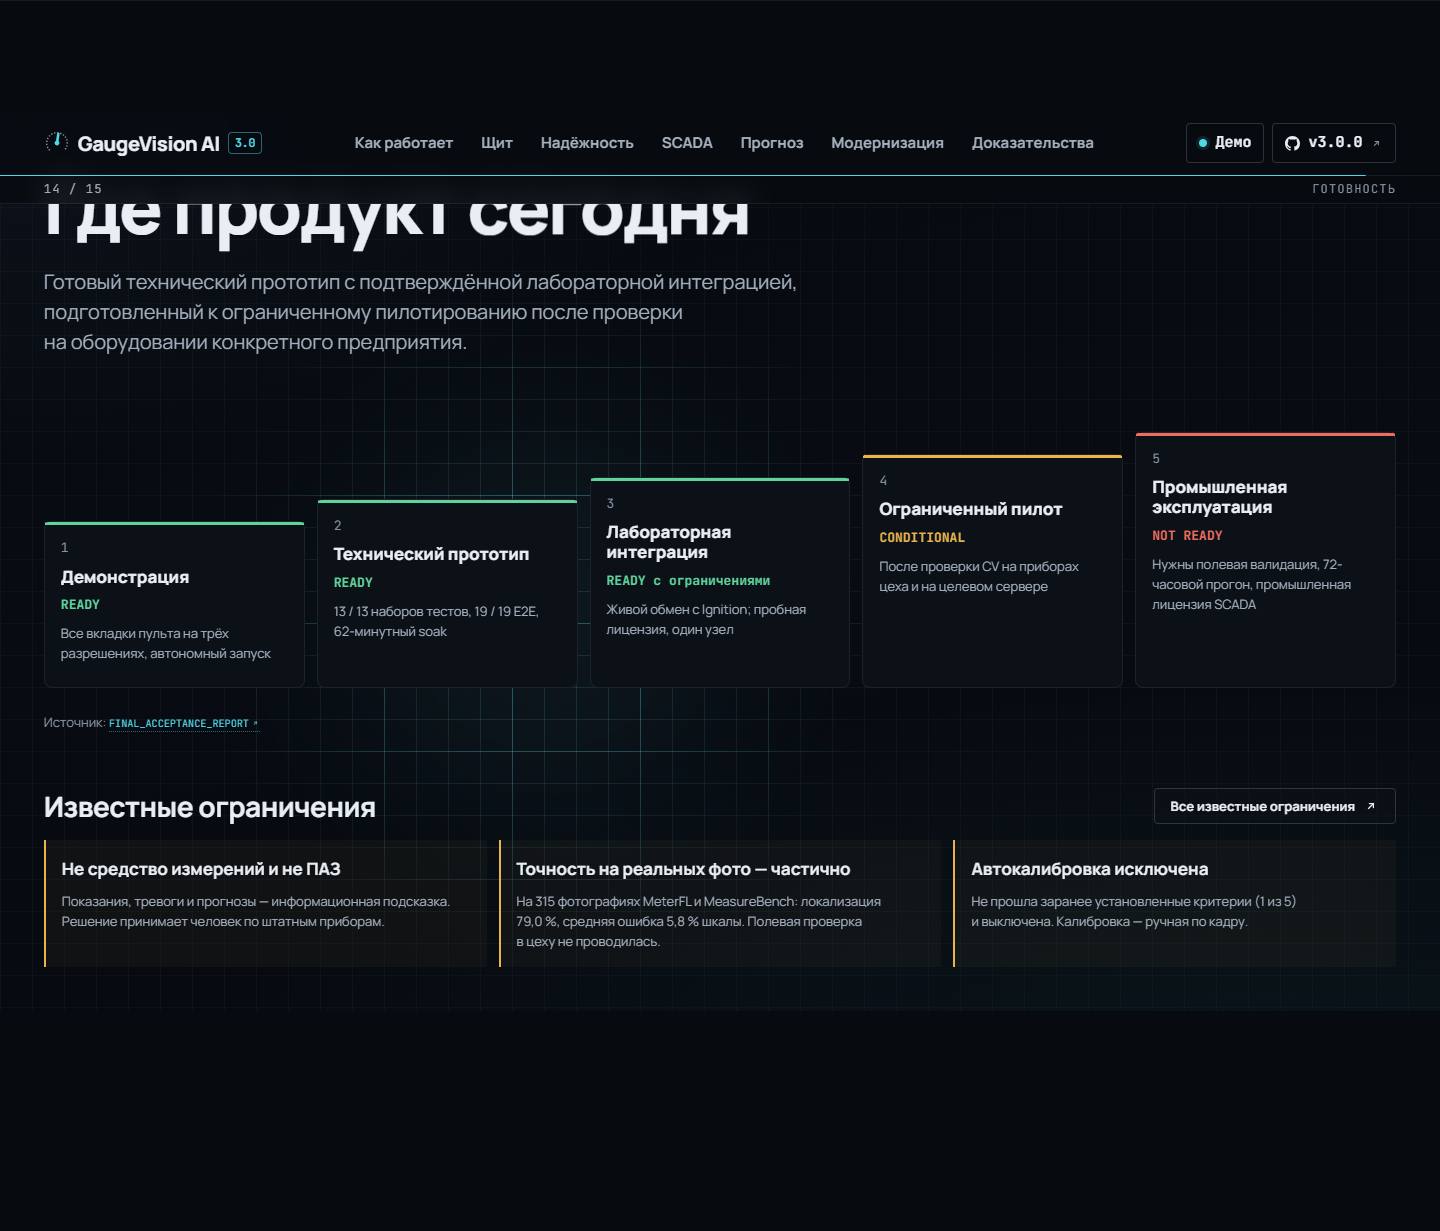 GaugeVision AI 3.0
Как работает Щит Надёжность SCADA Прогноз Модернизация Доказательства
Демо v3.0.0 ↗
14 / 15
ГОТОВНОСТЬ
Где продукт сегодня
Готовый технический прототип с подтверждённой лабораторной интеграцией,
подготовленный к ограниченному пилотированию после проверки
на оборудовании конкретного предприятия.
1
Демонстрация
READY
Все вкладки пульта на трёх
разрешениях, автономный запуск
2
Технический прототип
READY
13 / 13 наборов тестов, 19 / 19 E2E,
62-минутный soak
3
Лабораторная
интеграция
READY с ограничениями
Живой обмен с Ignition; пробная
лицензия, один узел
4
Ограниченный пилот
CONDITIONAL
После проверки CV на приборах
цеха и на целевом сервере
5
Промышленная
эксплуатация
NOT READY
Нужны полевая валидация, 72-
часовой прогон, промышленная
лицензия SCADA
Источник: FINAL_ACCEPTANCE_REPORT ↗
Известные ограничения
Все известные ограничения ↗
Не средство измерений и не ПАЗ
Показания, тревоги и прогнозы — информационная подсказка.
Решение принимает человек по штатным приборам.
Точность на реальных фото — частично
На 315 фотографиях MeterFL и MeasureBench: локализация
79,0 %, средняя ошибка 5,8 % шкалы. Полевая проверка
в цеху не проводилась.
Автокалибровка исключена
Не прошла заранее установленные критерии (1 из 5)
и выключена. Калибровка — ручная по кадру.